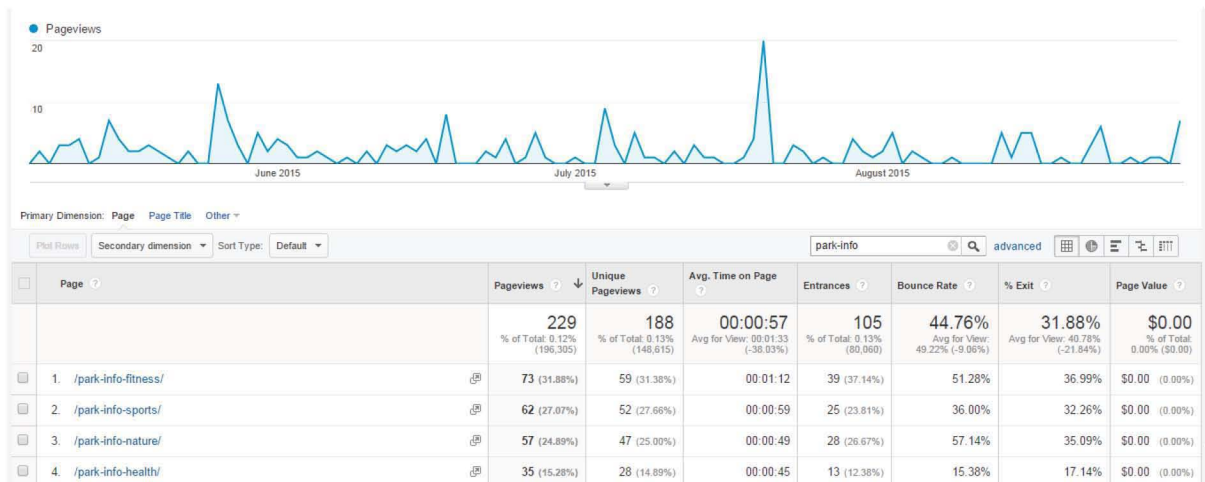 Pageviews
20
10
June 2015 July 2015 August 2015
Primary Dimension: Page Page Title Other
Plot Rows Secondary dimension Sort Type: Default park-info advanced
Page ? Pageviews ? Unique Pageviews ? Avg. Time on Page ? Entrances ? Bounce Rate ? % Exit ? Page Value ?
229 188 00:00:57 105 44.76% 31.88% $0.00
% of Total: 0.12% % of Total: 0.13% Avg for View: 00:01:33 % of Total: 0.13% Avg for View: Avg for View: 40.78% % of Total:
(196,305) (148,615) (-38.03%) (80,060) 49.22% (-9.06%) (-21.84%) 0.00% ($0.00)
1. /park-info-fitness/ 73 (31.88%) 59 (31.38%) 00:01:12 39 (37.14%) 51.28% 36.99% $0.00 (0.00%)
2. /park-info-sports/ 62 (27.07%) 52 (27.66%) 00:00:59 25 (23.81%) 36.00% 32.26% $0.00 (0.00%)
3. /park-info-nature/ 57 (24.89%) 47 (25.00%) 00:00:49 28 (26.67%) 57.14% 35.09% $0.00 (0.00%)
4. /park-info-health/ 35 (15.28%) 28 (14.89%) 00:00:45 13 (12.38%) 15.38% 17.14% $0.00 (0.00%)